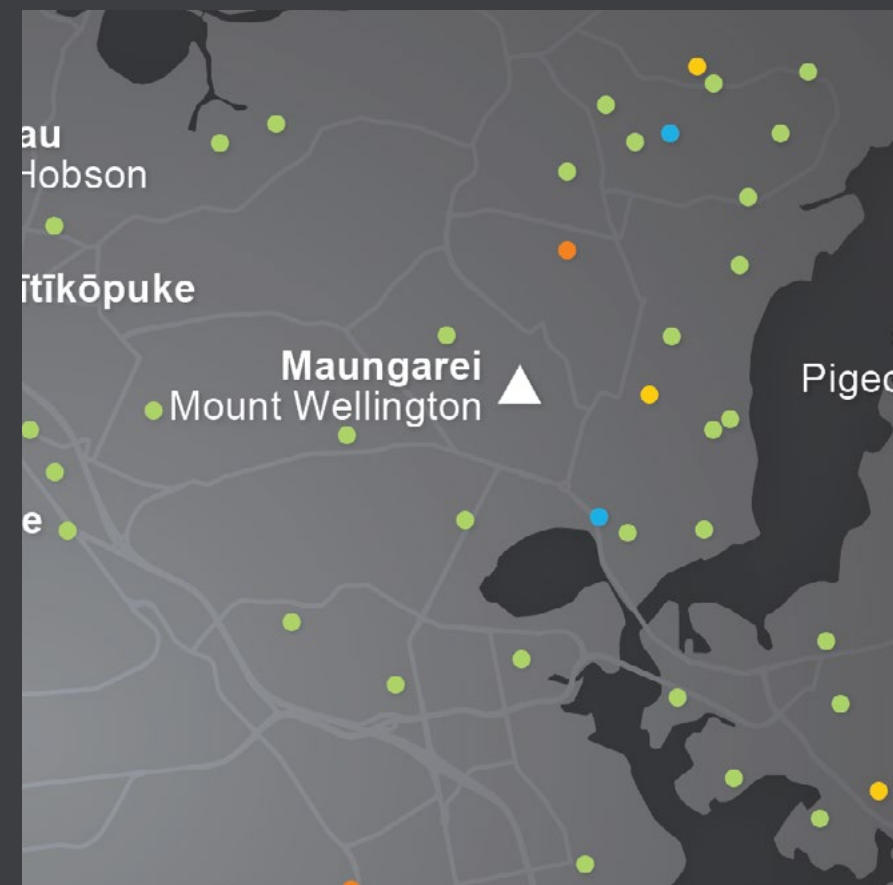 au
Hobson
ītīkōpuke
Maungarei
Mount Wellington
Pigeo
e